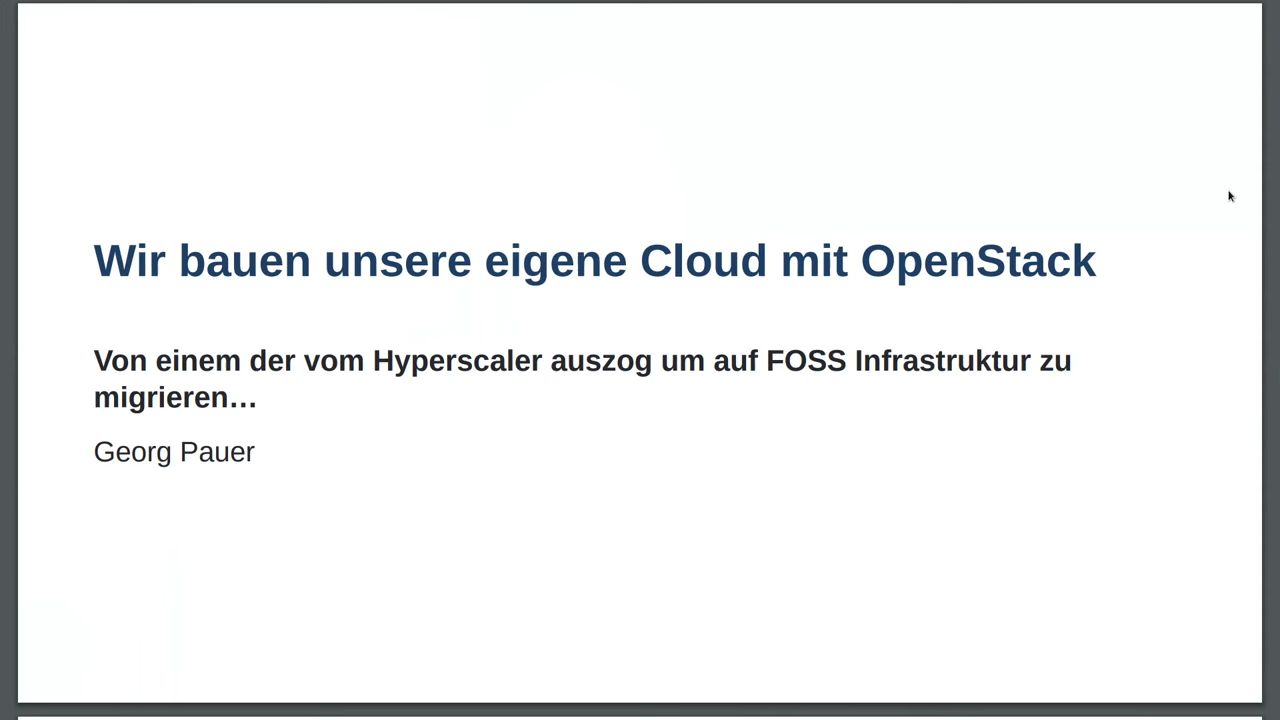 Wir bauen unsere eigene Cloud mit OpenStack
Von einem der vom Hyperscaler auszog um auf FOSS Infrastruktur zu
migrieren…
Georg Pauer